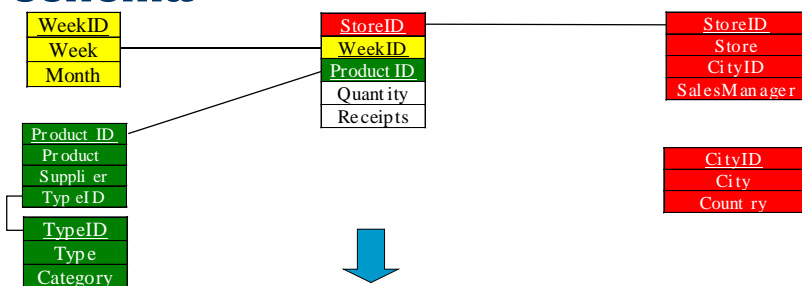 WeekID
Week
Month
StoreID
WeekID
Product ID
Quantity
Receipts
StoreID
Store
CityID
SalesManager
Product ID
Product
Supplier
TypeID
TypeID
Type
Category
CityID
City
Country